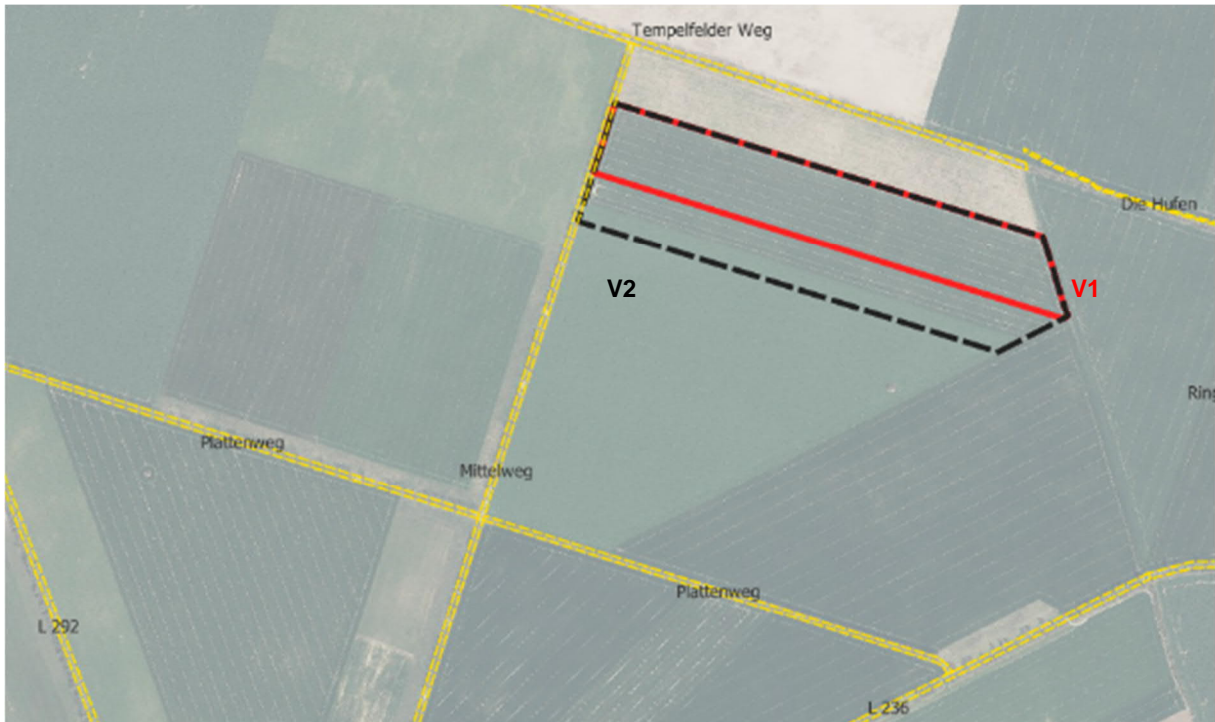 Tempelfelder Weg
Die Hufen
V2
V1
Ring
Plattenweg
Mittelweg
Plattenweg
L 292
L 236